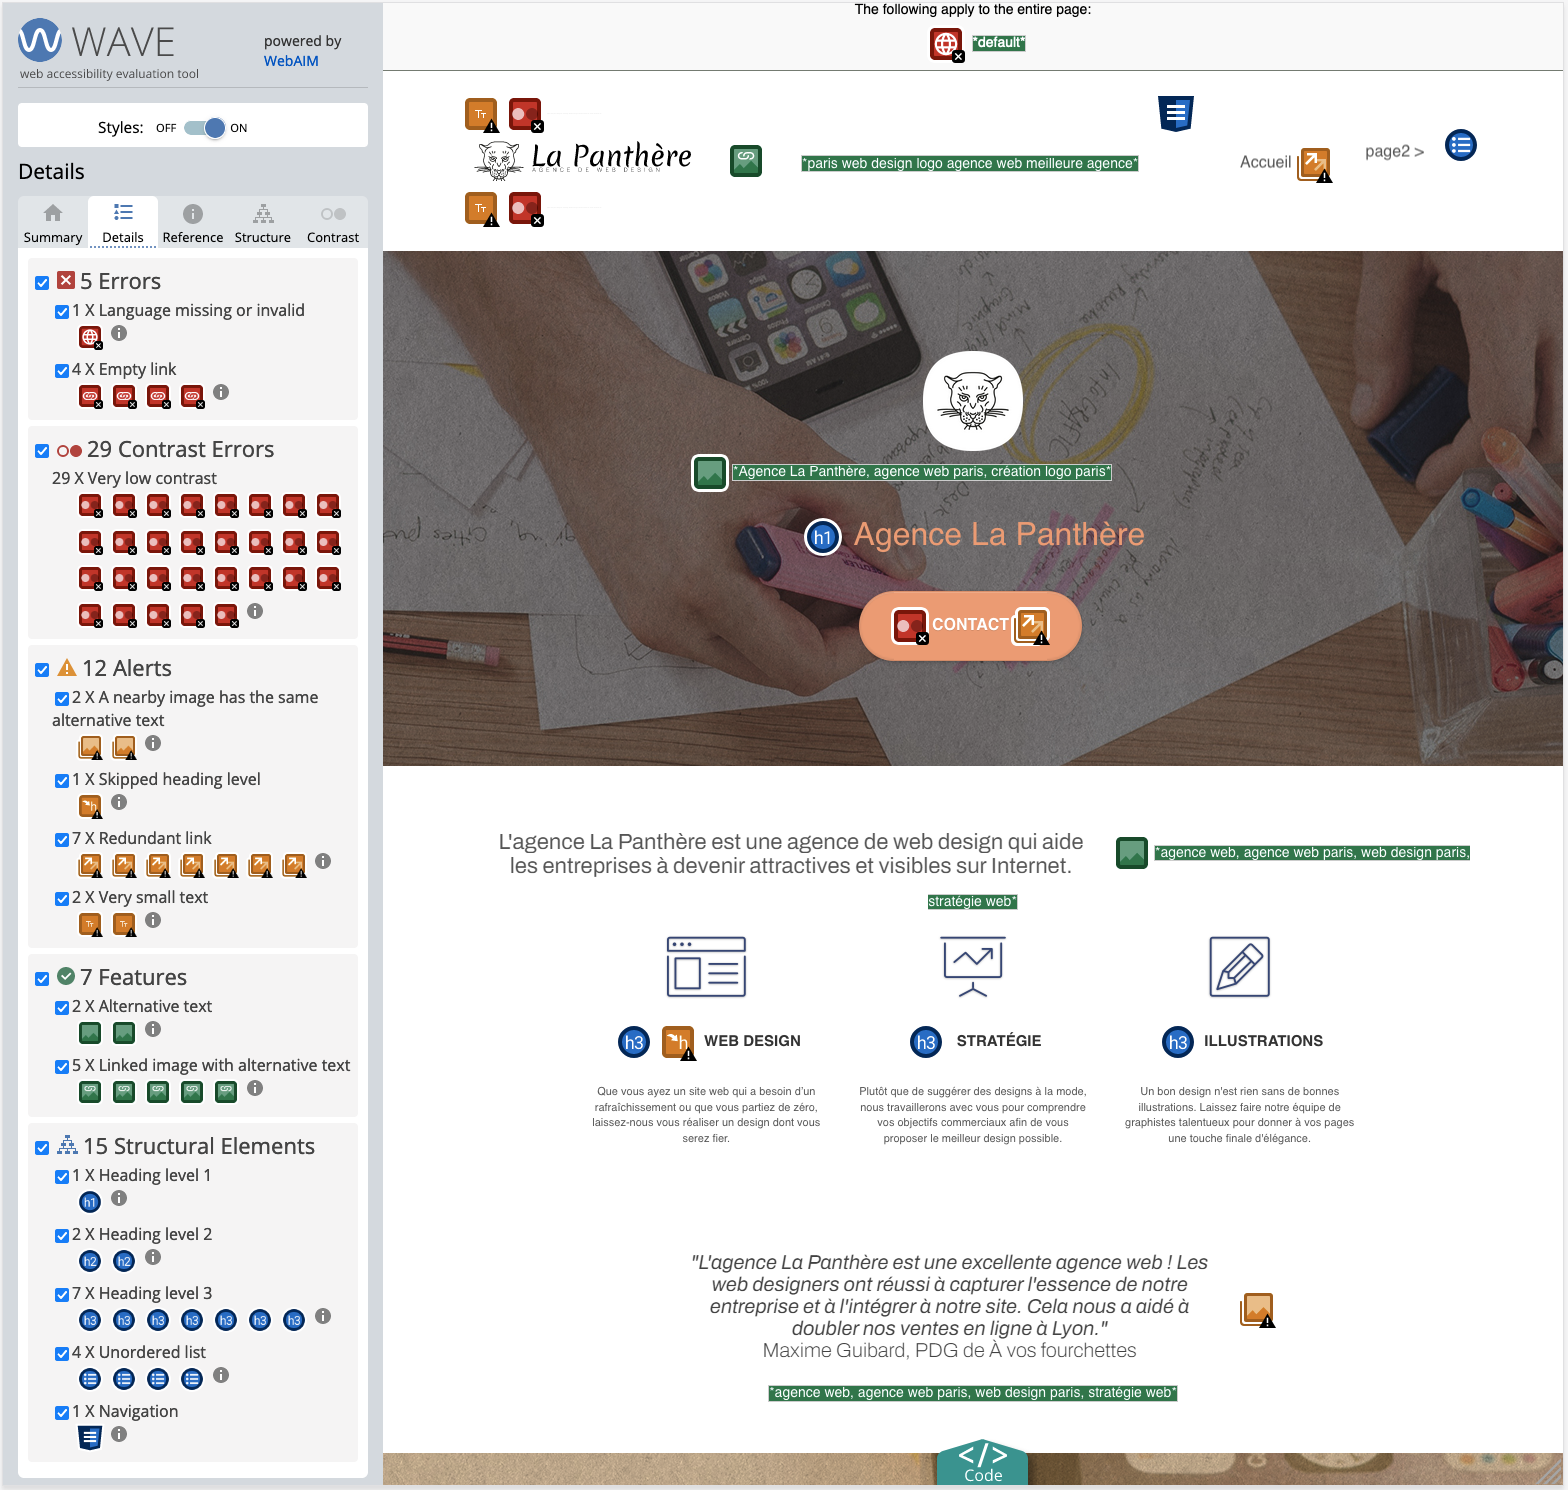 WAVE
web accessibility evaluation tool
powered by
WebAIM
Styles: OFF ON
Details
Summary Details Reference Structure Contrast
5 Errors
1 X Language missing or invalid
4 X Empty link
29 Contrast Errors
29 X Very low contrast
12 Alerts
2 X A nearby image has the same
alternative text
1 X Skipped heading level
7 X Redundant link
2 X Very small text
7 Features
2 X Alternative text
5 X Linked image with alternative text
15 Structural Elements
1 X Heading level 1
h1
2 X Heading level 2
h2 h2
7 X Heading level 3
h3 h3 h3 h3 h3 h3 h3
4 X Unordered list
1 X Navigation
The following apply to the entire page:
*default*
La Panthère
AGENCE DE WEB DESIGN
*paris web design logo agence web meilleure agence*
Accueil
page2 >
*Agence La Panthère, agence web paris, création logo paris*
h1 Agence La Panthère
CONTACT
L'agence La Panthère est une agence de web design qui aide
les entreprises à devenir attractives et visibles sur Internet.
*agence web, agence web paris, web design paris,
stratégie web*
h3 h WEB DESIGN
Que vous ayez un site web qui a besoin d'un
rafraîchissement ou que vous partiez de zéro,
laissez-nous vous réaliser un design dont vous
serez fier.
h3 STRATÉGIE
Plutôt que de suggérer des designs à la mode,
nous travaillerons avec vous pour comprendre
vos objectifs commerciaux afin de vous
proposer le meilleur design possible.
h3 ILLUSTRATIONS
Un bon design n'est rien sans de bonnes
illustrations. Laissez faire notre équipe de
graphistes talentueux pour donner à vos pages
une touche finale d'élégance.
"L'agence La Panthère est une excellente agence web ! Les
web designers ont réussi à capturer l'essence de notre
entreprise et à l'intégrer à notre site. Cela nous a aidé à
doubler nos ventes en ligne à Lyon."
Maxime Guibard, PDG de À vos fourchettes
*agence web, agence web paris, web design paris, stratégie web*
</>
Code